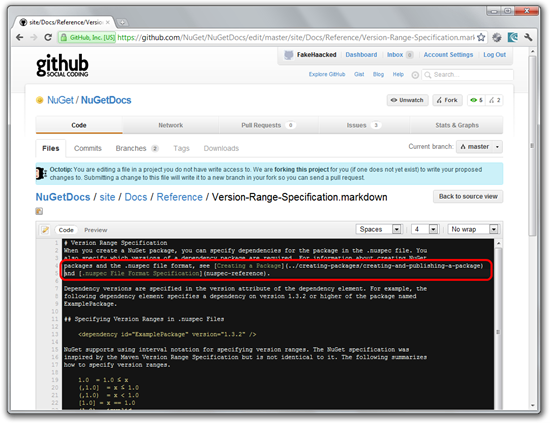 site/Docs/Reference/Version
GitHub, Inc. [US] https://github.com/NuGet/NuGetDocs/edit/master/site/Docs/Reference/Version-Range-Specification.mark
github
SOCIAL CODING
FakeHaacked Dashboard Inbox 0 Account Settings Log Out
Explore GitHub Gist Blog Help Search...
NuGet / NuGetDocs
Unwatch Fork 5 2
Code Network Pull Requests 0 Issues 3 Stats & Graphs
Files Commits Branches 2 Tags Downloads Current branch: master
Octotip: You are editing a file in a project you do not have write access to. We are forking this project for you (if one does not yet exist) to write your proposed
changes to. Submitting a change to this file will write it to a new branch in your fork so you can send a pull request.
NuGetDocs / site / Docs / Reference / Version-Range-Specification.markdown
Back to source view
Code Preview Spaces 4 No wrap
# Version Range Specification
When you create a NuGet package, you can specify dependencies for the package in the .nuspec file. You
also specify which versions of a dependency package are required. For information about creating NuGet
packages and the .nuspec file format, see [Creating a Package](../creating-packages/creating-and-publishing-a-package)
and [.nuspec File Format Specification](nuspec-reference).
Dependency versions are specified in the version attribute of the dependency element. For example, the
following dependency element specifies a dependency on version 1.3.2 or higher of the package named
ExamplePackage.
## Specifying Version Ranges in .nuspec Files
<dependency id="ExamplePackage" version="1.3.2" />
NuGet supports using interval notation for specifying version ranges. The NuGet specification was
inspired by the Maven Version Range Specification but is not identical to it. The following summarizes
how to specify version ranges.
1.0 = 1.0 ≤ x
(,1.0] = x ≤ 1.0
(,1.0) = x < 1.0
[1.0] = x == 1.0